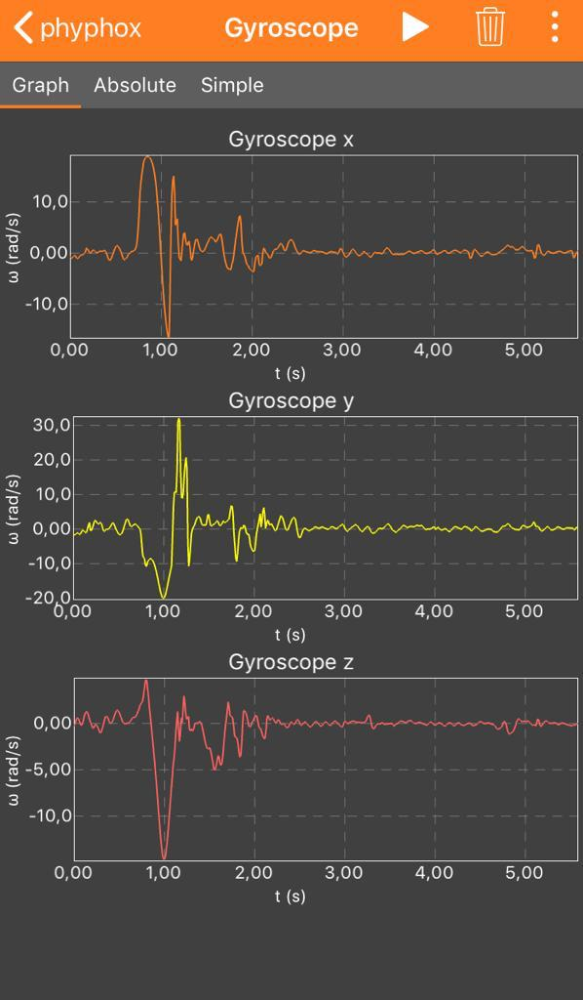 phyphox Gyroscope
Graph Absolute Simple
Gyroscope x
10,0
0,00
-10,0
ω (rad/s)
0,00 1,00 2,00 3,00 4,00 5,00
t (s)
Gyroscope y
30,0
20,0
10,0
0,00
-10,0
-20,0
ω (rad/s)
0,00 1,00 2,00 3,00 4,00 5,00
t (s)
Gyroscope z
0,00
-5,00
-10,0
ω (rad/s)
0,00 1,00 2,00 3,00 4,00 5,00
t (s)